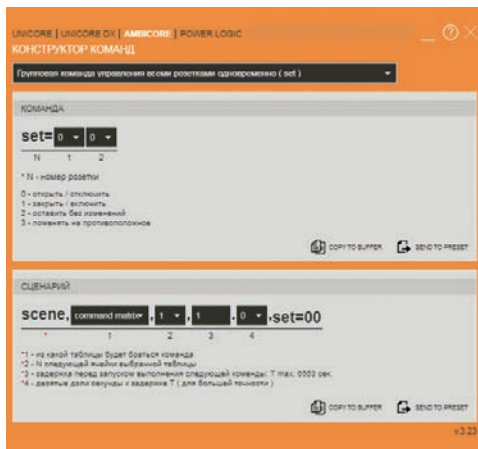 UNICORE | UNICORE DX | AMBICORE | POWER LOGIC
КОНСТРУКТОР КОМАНД
Групповая команда управления всеми розетками одновременно ( set )
КОМАНДА
set= 0 0
N 1 2
* N - номер розетки
0 - открыть / отключить
1 - закрыть / включить
2 - оставить без изменений
3 - поменять на противоположное
COPY TO BUFFER SEND TO PRESET
СЦЕНАРИЙ
scene, command matrix , 1 , 1 . 0 ,set=00
* 1 2 3 4
*1 - из какой таблицы будет браться команда
*2 - N следующей ячейки выбранной таблицы
*3 - задержка перед запуском выполнения следующей команды: T max. 6553 сек.
*4 - десятые доли секунды к задержке T ( для большей точности )
COPY TO BUFFER SEND TO PRESET
v3.23